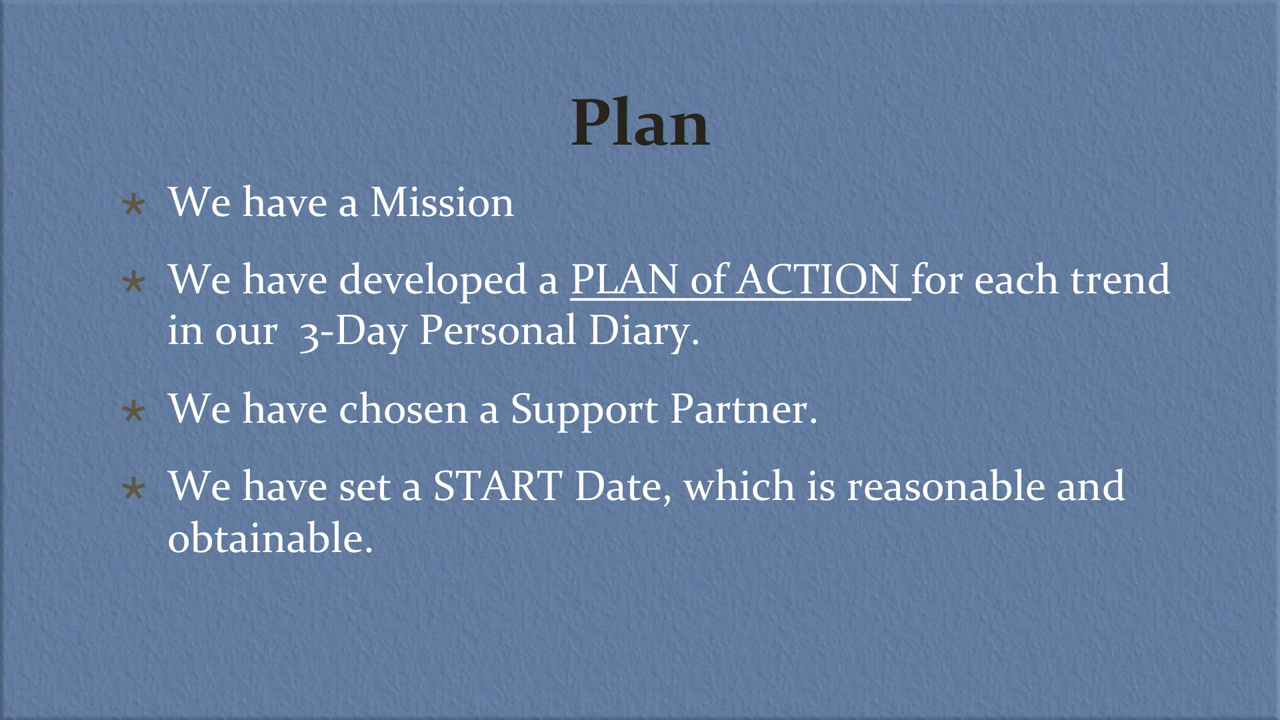 Plan
* We have a Mission
* We have developed a PLAN of ACTION for each trend
in our  3-Day Personal Diary.
* We have chosen a Support Partner.
* We have set a START Date, which is reasonable and
obtainable.